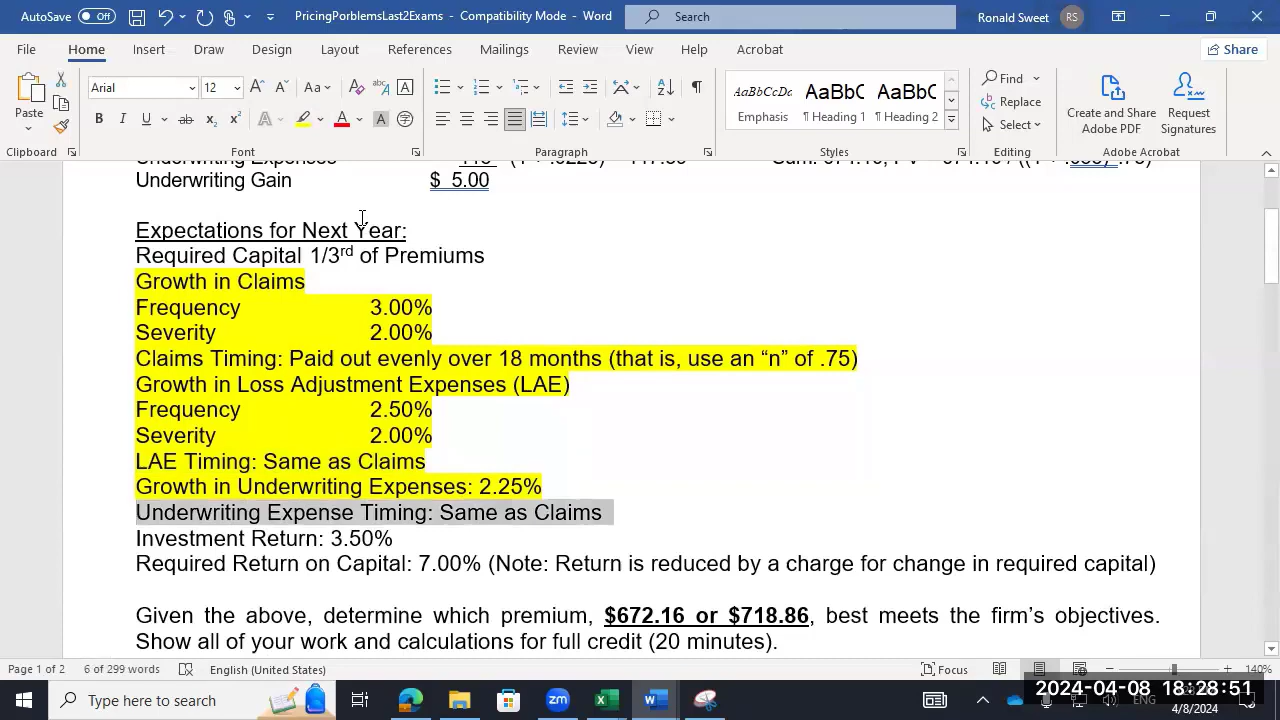 AutoSave Off PricingPorblemsLast2Exams - Compatibility Mode - Word Search Ronald Sweet RS
File Home Insert Draw Design Layout References Mailings Review View Help Acrobat Share
Paste Arial 12 Aa AaBbCcDd AaBbC AaBbC Find Create and Share Request
Emphasis ¶ Heading 1 ¶ Heading 2 Replace Adobe PDF Signatures
Select
Clipboard Font Paragraph Styles Editing Adobe Acrobat
Underwriting Expenses
Underwriting Gain $ 5.00
Expectations for Next Year:
Required Capital 1/3rd of Premiums
Growth in Claims
Frequency 3.00%
Severity 2.00%
Claims Timing: Paid out evenly over 18 months (that is, use an “n” of .75)
Growth in Loss Adjustment Expenses (LAE)
Frequency 2.50%
Severity 2.00%
LAE Timing: Same as Claims
Growth in Underwriting Expenses: 2.25%
Underwriting Expense Timing: Same as Claims
Investment Return: 3.50%
Required Return on Capital: 7.00% (Note: Return is reduced by a charge for change in required capital)
Given the above, determine which premium, $672.16 or $718.86, best meets the firm’s objectives.
Show all of your work and calculations for full credit (20 minutes).
Page 1 of 2 6 of 299 words English (United States) Focus 140%
Type here to search ENG 2024-04-08 18:28:51
4/8/2024